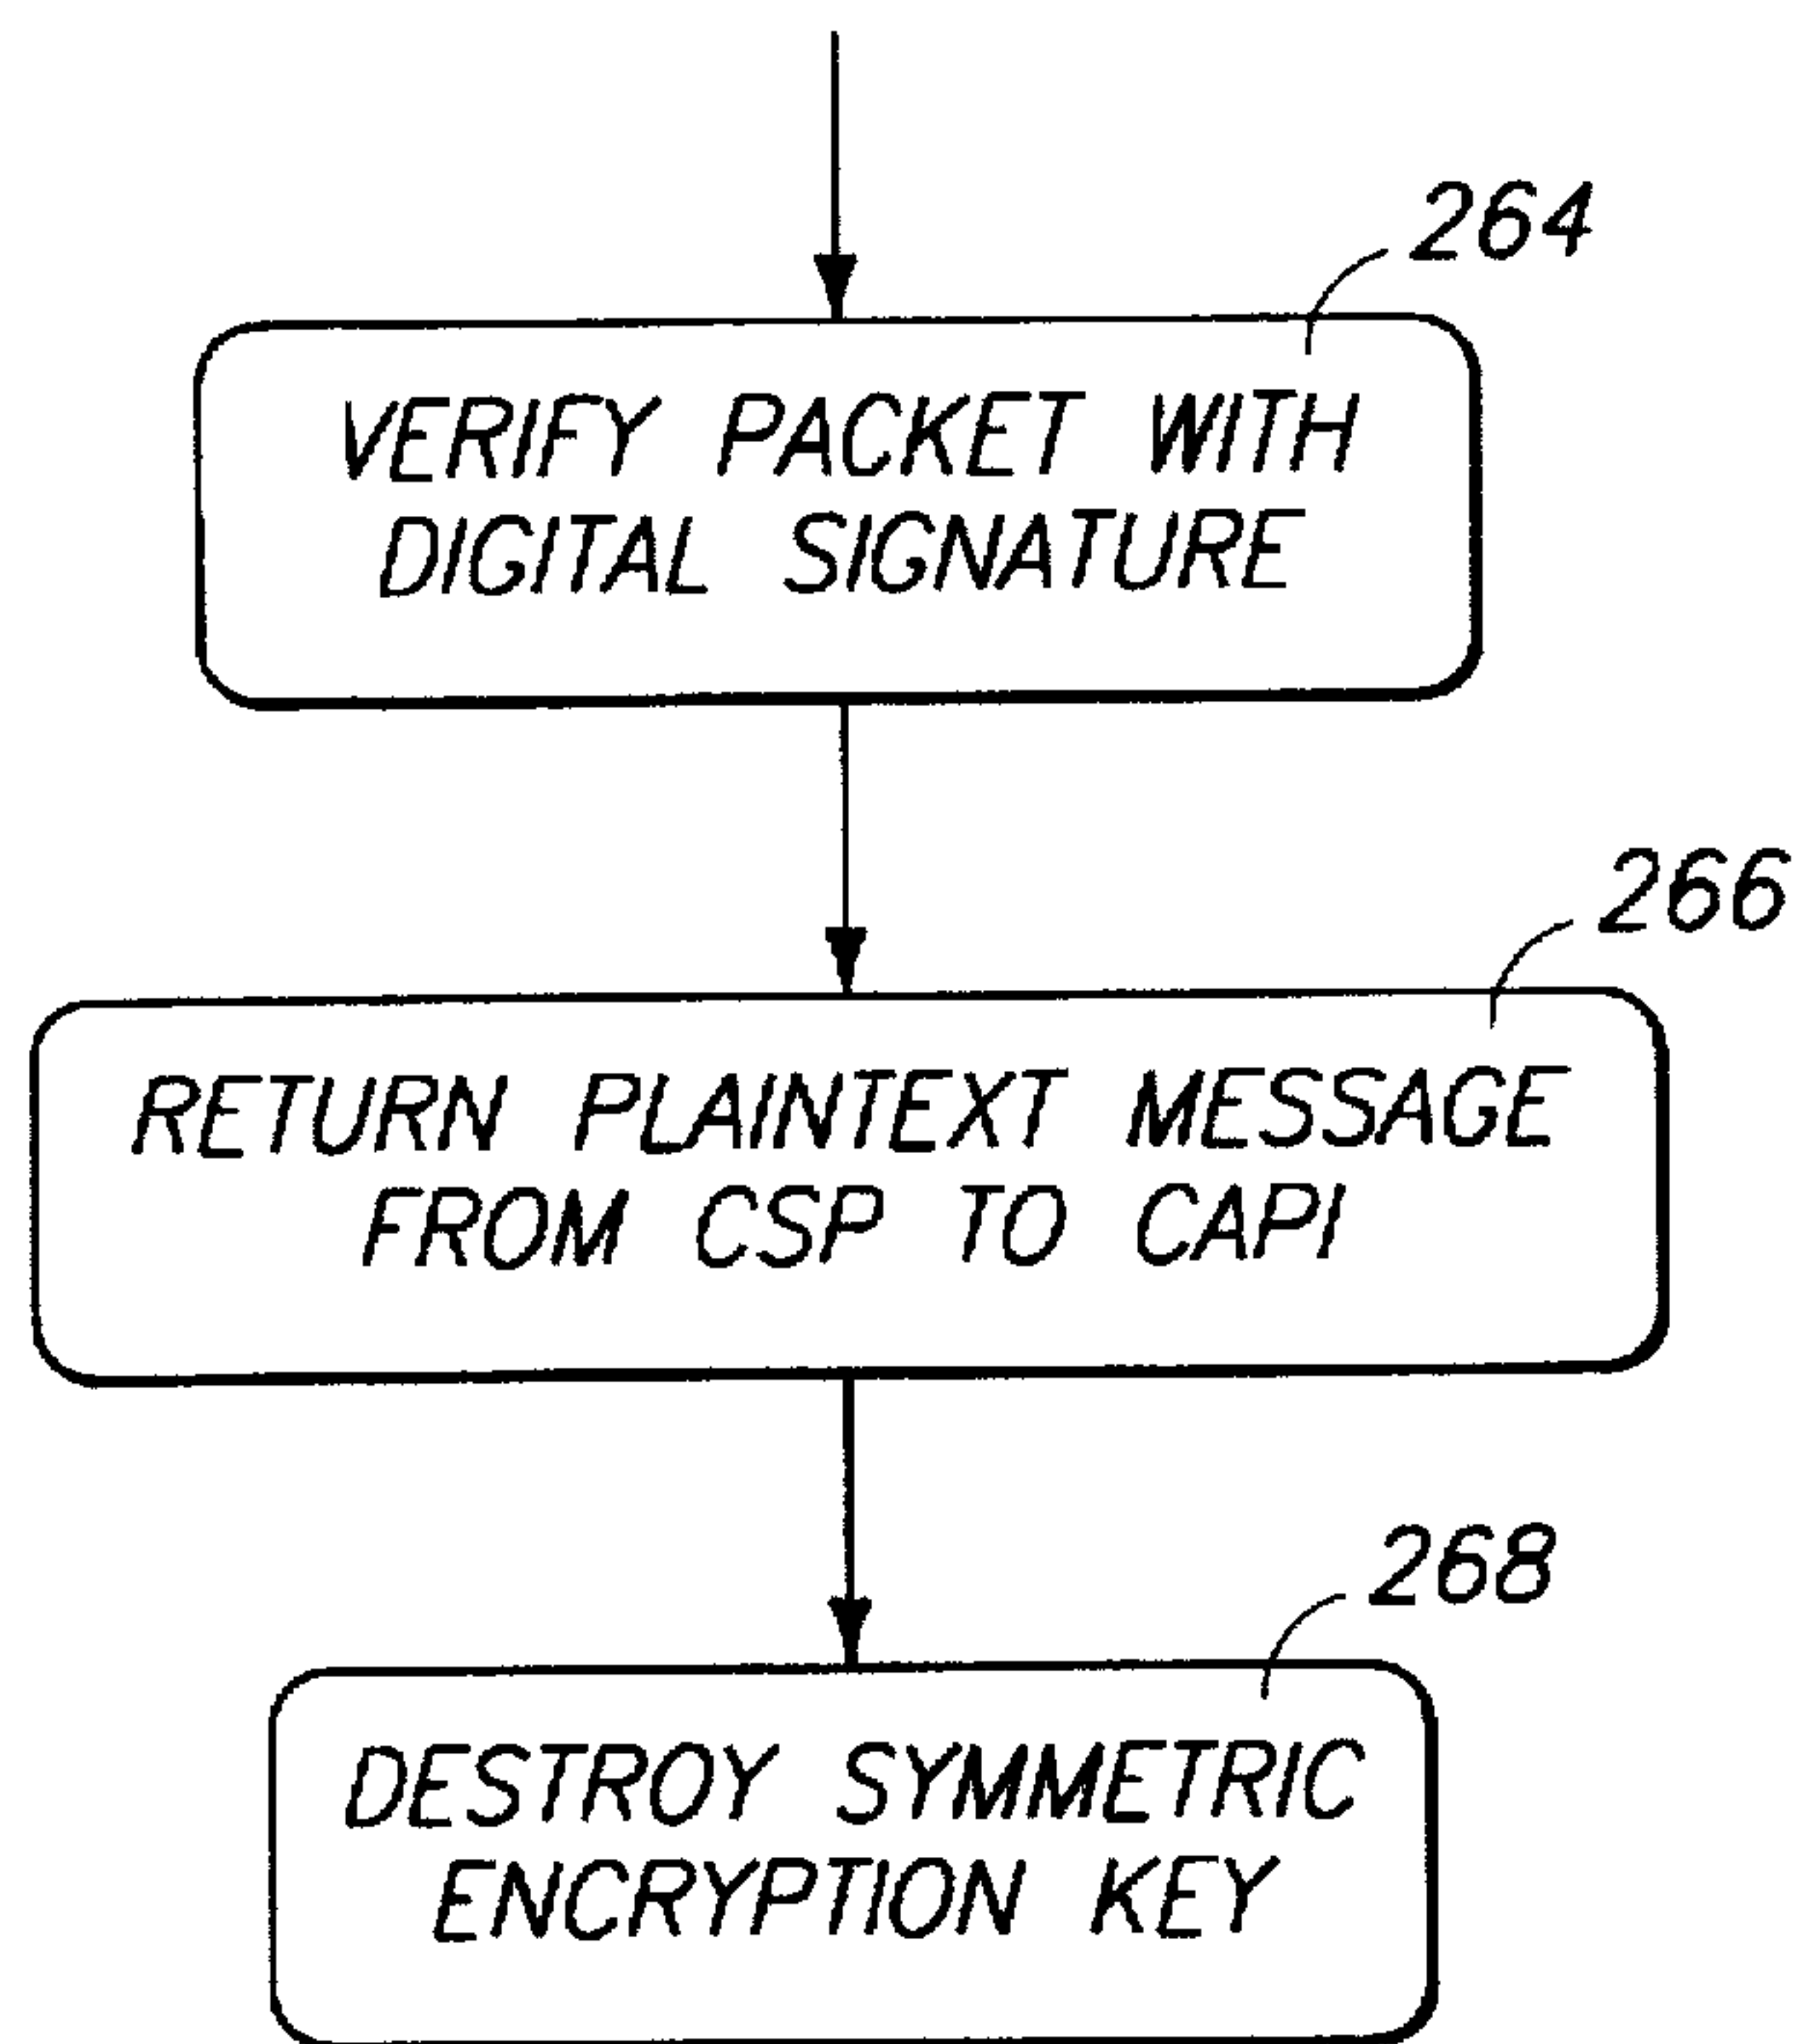 264
VERIFY PACKET WITH
DIGITAL SIGNATURE
266
RETURN PLAINTEXT MESSAGE
FROM CSP TO CAPI
268
DESTROY SYMMETRIC
ENCRYPTION KEY